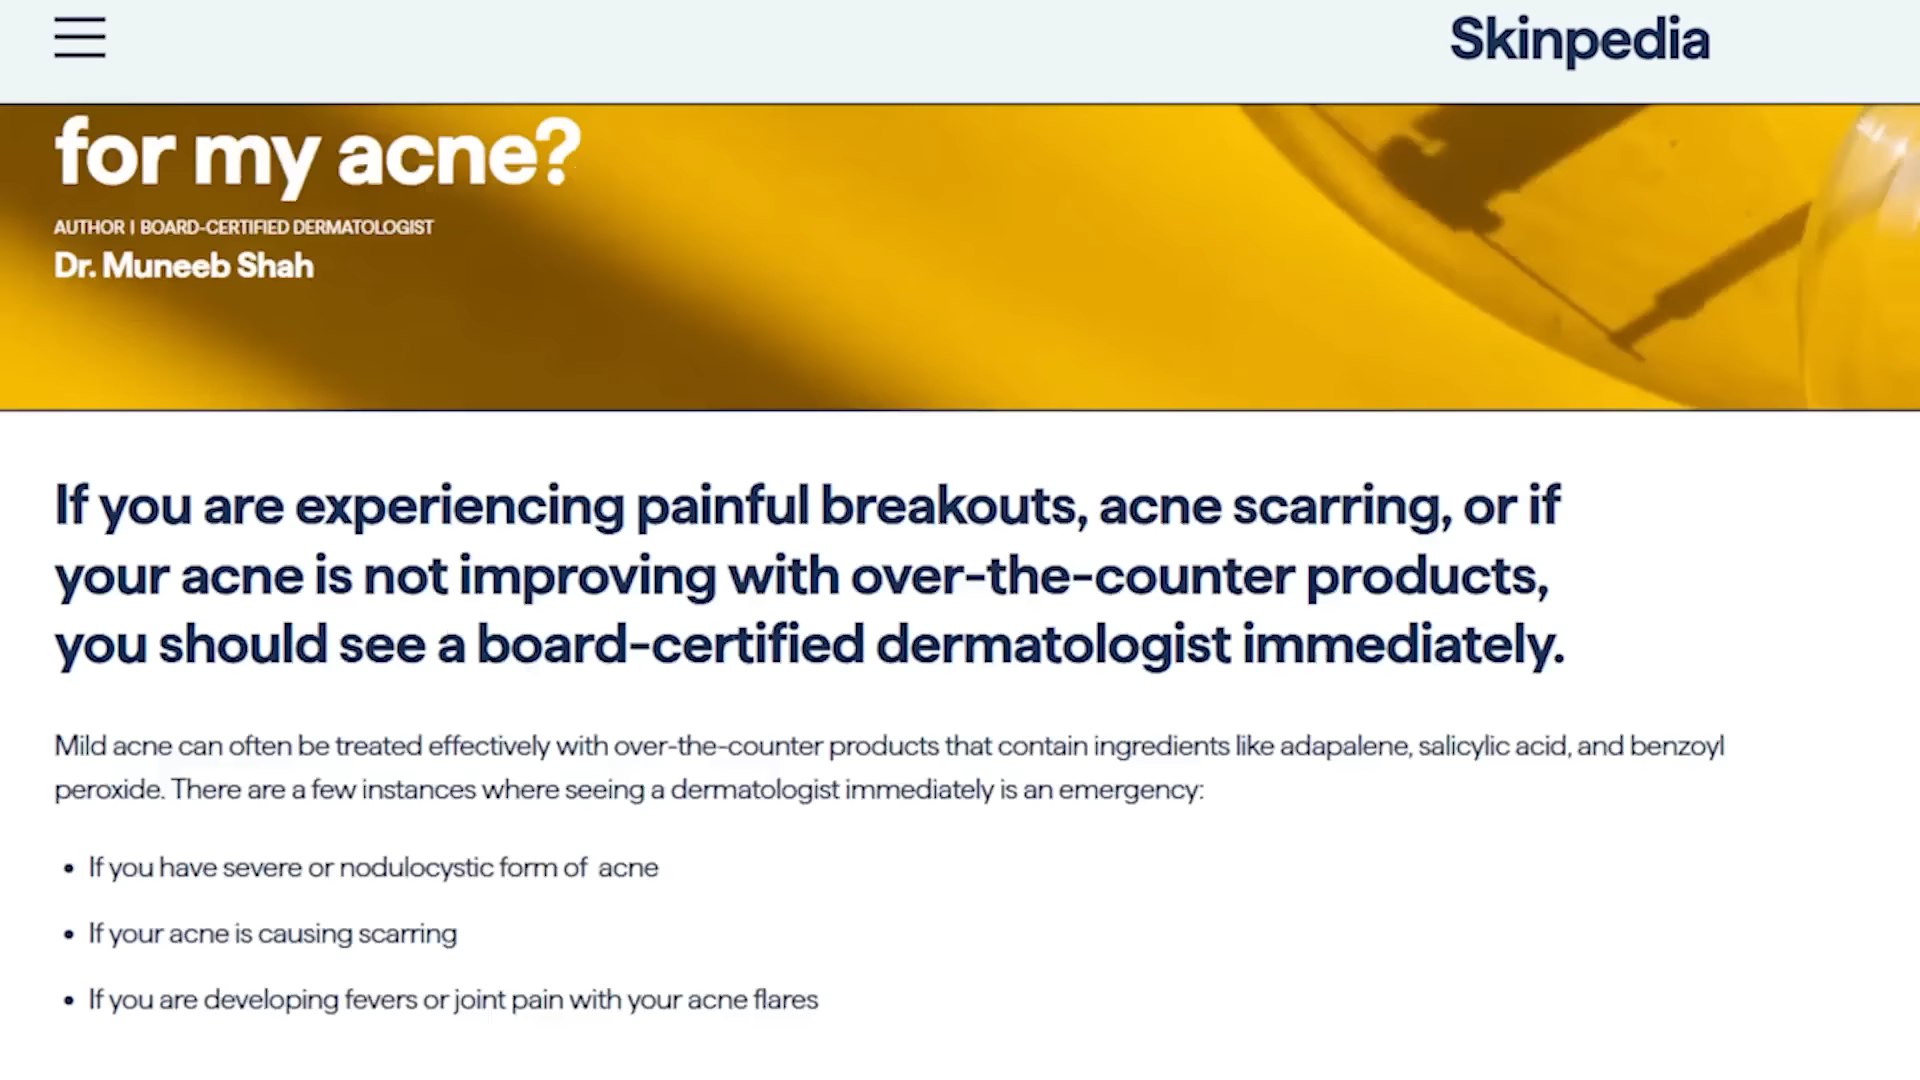 Skinpedia
for my acne?
AUTHOR | BOARD-CERTIFIED DERMATOLOGIST
Dr. Muneeb Shah
If you are experiencing painful breakouts, acne scarring, or if
your acne is not improving with over-the-counter products,
you should see a board-certified dermatologist immediately.
Mild acne can often be treated effectively with over-the-counter products that contain ingredients like adapalene, salicylic acid, and benzoyl
peroxide. There are a few instances where seeing a dermatologist immediately is an emergency:
• If you have severe or nodulocystic form of acne
• If your acne is causing scarring
• If you are developing fevers or joint pain with your acne flares